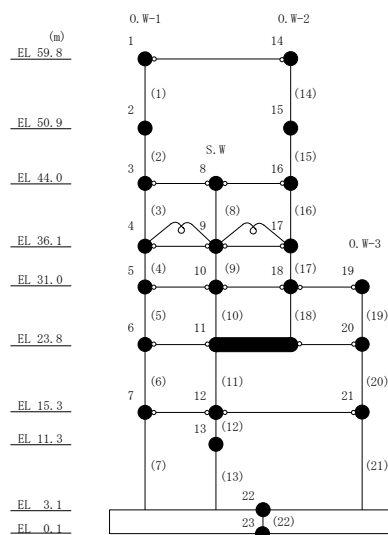 O.W-1 O.W-2
(m)
EL 59.8 1 14
(1) (14)
EL 50.9 2 15
(2) (15)
S.W
EL 44.0 3 8 16
(3) (8) (16)
EL 36.1 4 9 17
O.W-3
(4) (9) (17)
EL 31.0 5 10 18 19
(5) (10) (18) (19)
EL 23.8 6 11 20
(6) (11) (20)
EL 15.3 7 12 21
(12)
EL 11.3 13
(7) (13) (21)
EL 3.1 22
EL 0.1 23 (22)